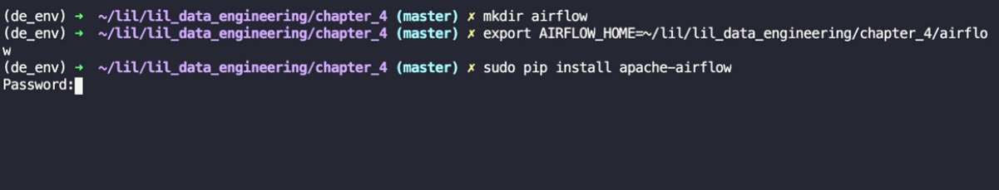 (de_env) → ~/lil/lil_data_engineering/chapter_4 (master) ✗ mkdir airflow
(de_env) → ~/lil/lil_data_engineering/chapter_4 (master) ✗ export AIRFLOW_HOME=~/lil/lil_data_engineering/chapter_4/airflo
w
(de_env) → ~/lil/lil_data_engineering/chapter_4 (master) ✗ sudo pip install apache-airflow
Password: